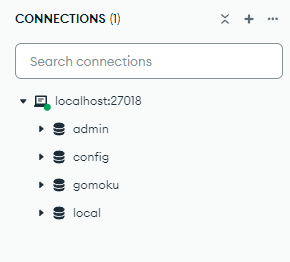 CONNECTIONS (1)
Search connections
localhost:27018
admin
config
gomoku
local